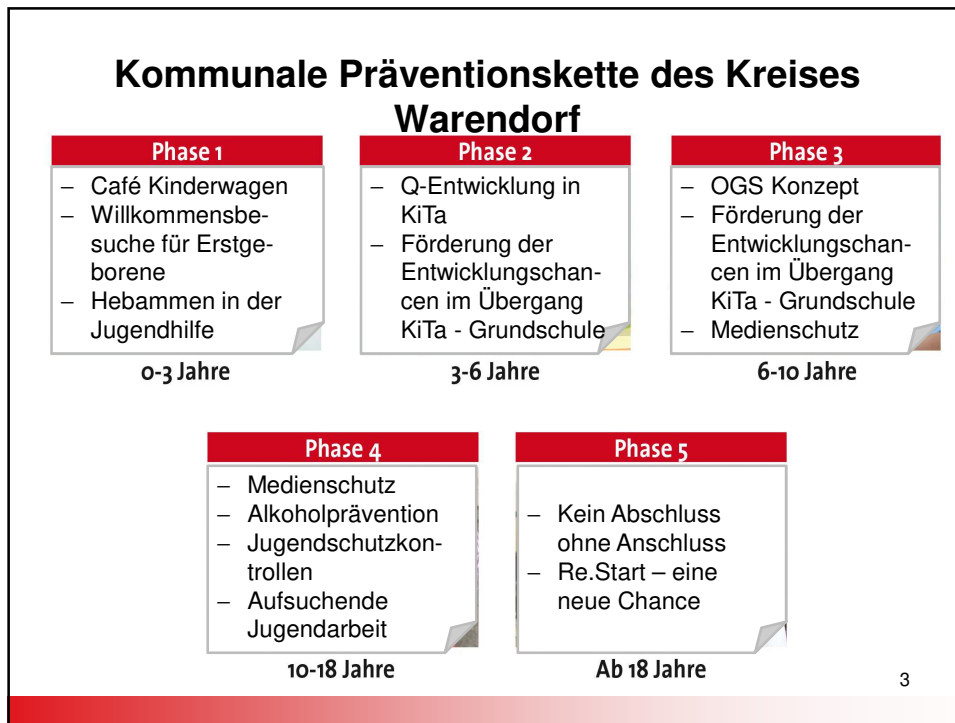 Kommunale Präventionskette des Kreises
Warendorf
Phase 1
– Café Kinderwagen
– Willkommensbe-
suche für Erstge-
borene
– Hebammen in der
Jugendhilfe
0-3 Jahre
Phase 2
– Q-Entwicklung in
KiTa
– Förderung der
Entwicklungschan-
cen im Übergang
KiTa - Grundschule
3-6 Jahre
Phase 3
– OGS Konzept
– Förderung der
Entwicklungschan-
cen im Übergang
KiTa - Grundschule
– Medienschutz
6-10 Jahre
Phase 4
– Medienschutz
– Alkoholprävention
– Jugendschutzkon-
trollen
– Aufsuchende
Jugendarbeit
10-18 Jahre
Phase 5
– Kein Abschluss
ohne Anschluss
– Re.Start – eine
neue Chance
Ab 18 Jahre
3